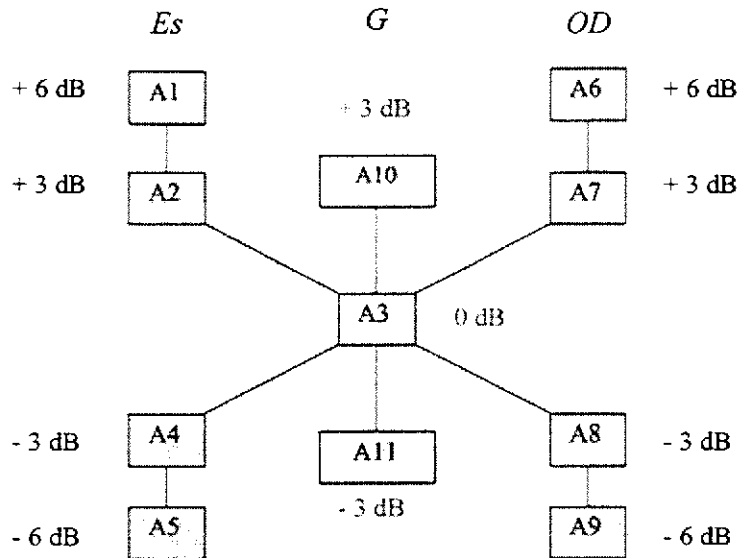 Es G OD
+ 6 dB A1 A6 + 6 dB
+ 3 dB
+ 3 dB A2 A10 A7 + 3 dB
A3 0 dB
- 3 dB A4 A11 A8 - 3 dB
- 3 dB
- 6 dB A5 A9 - 6 dB